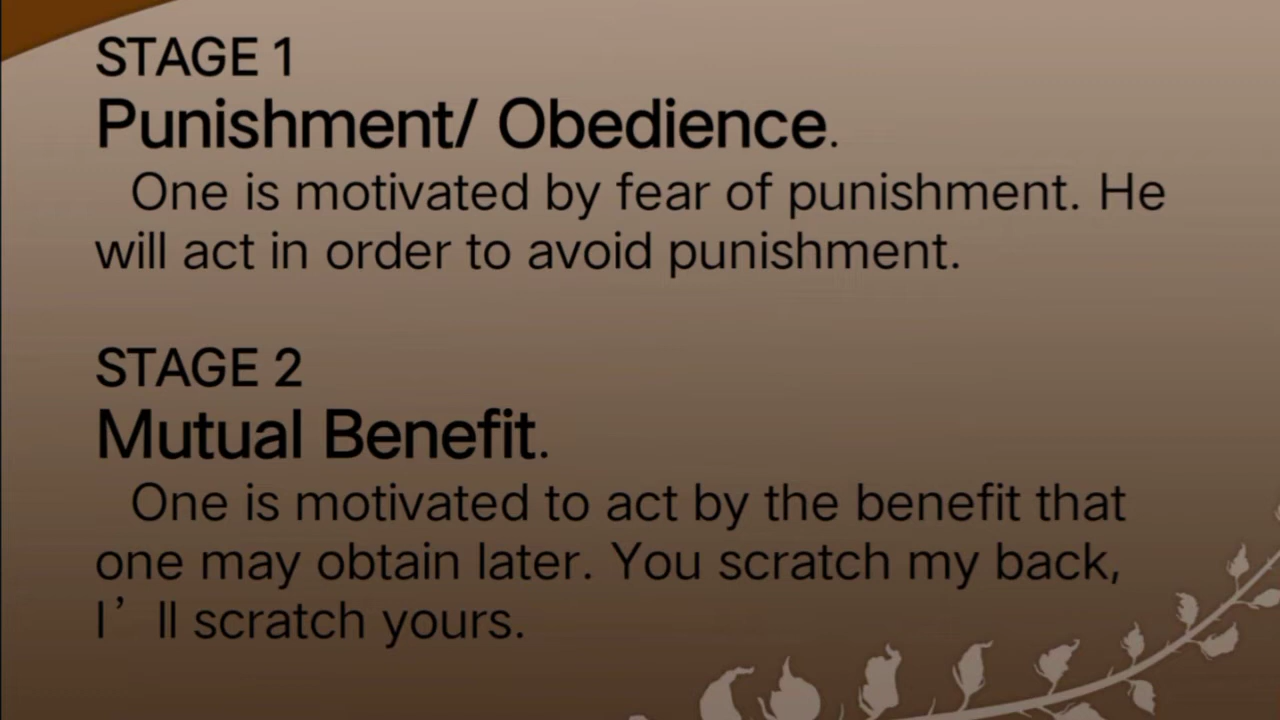 STAGE 1
Punishment/ Obedience.
One is motivated by fear of punishment. He
will act in order to avoid punishment.
STAGE 2
Mutual Benefit.
One is motivated to act by the benefit that
one may obtain later. You scratch my back,
I’ ll scratch yours.